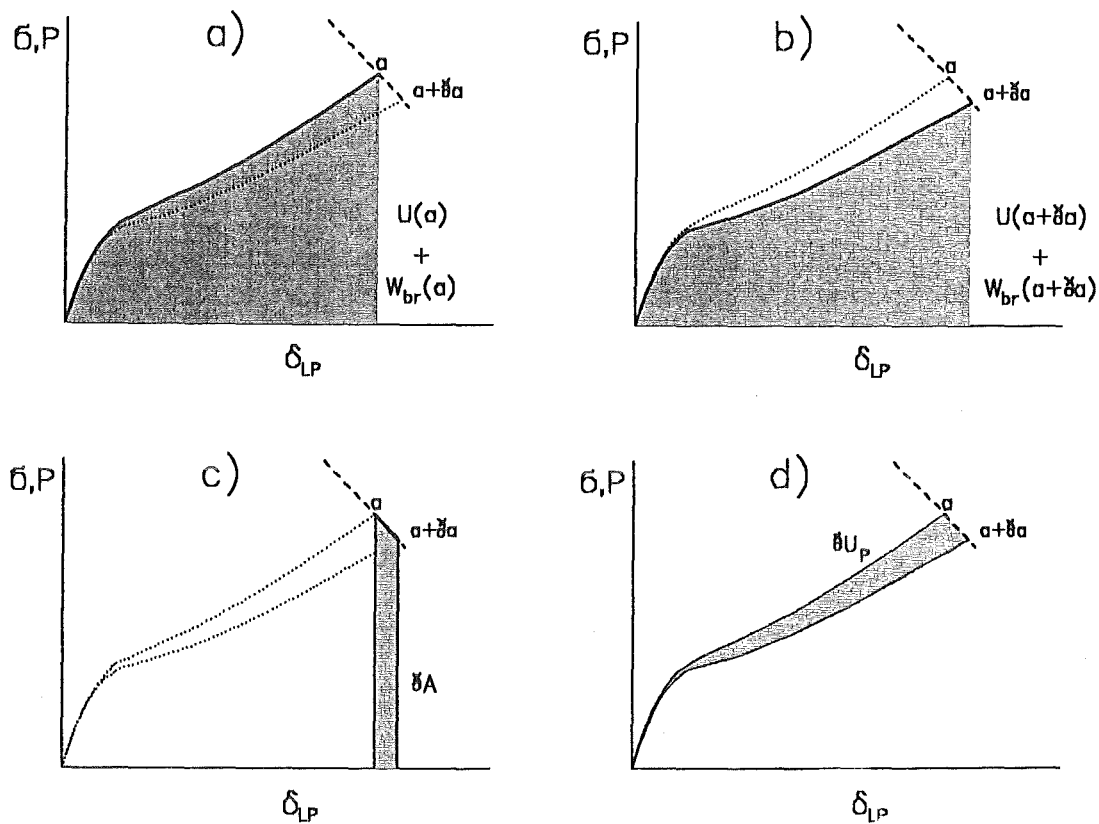 σ,P
a)
a
a+δa
U(a)
+
W_br(a)
δ_LP
σ,P
b)
a
a+δa
U(a+δa)
+
W_br(a+δa)
δ_LP
σ,P
c)
a
a+δa
δA
δ_LP
σ,P
d)
a
a+δa
δU_P
δ_LP